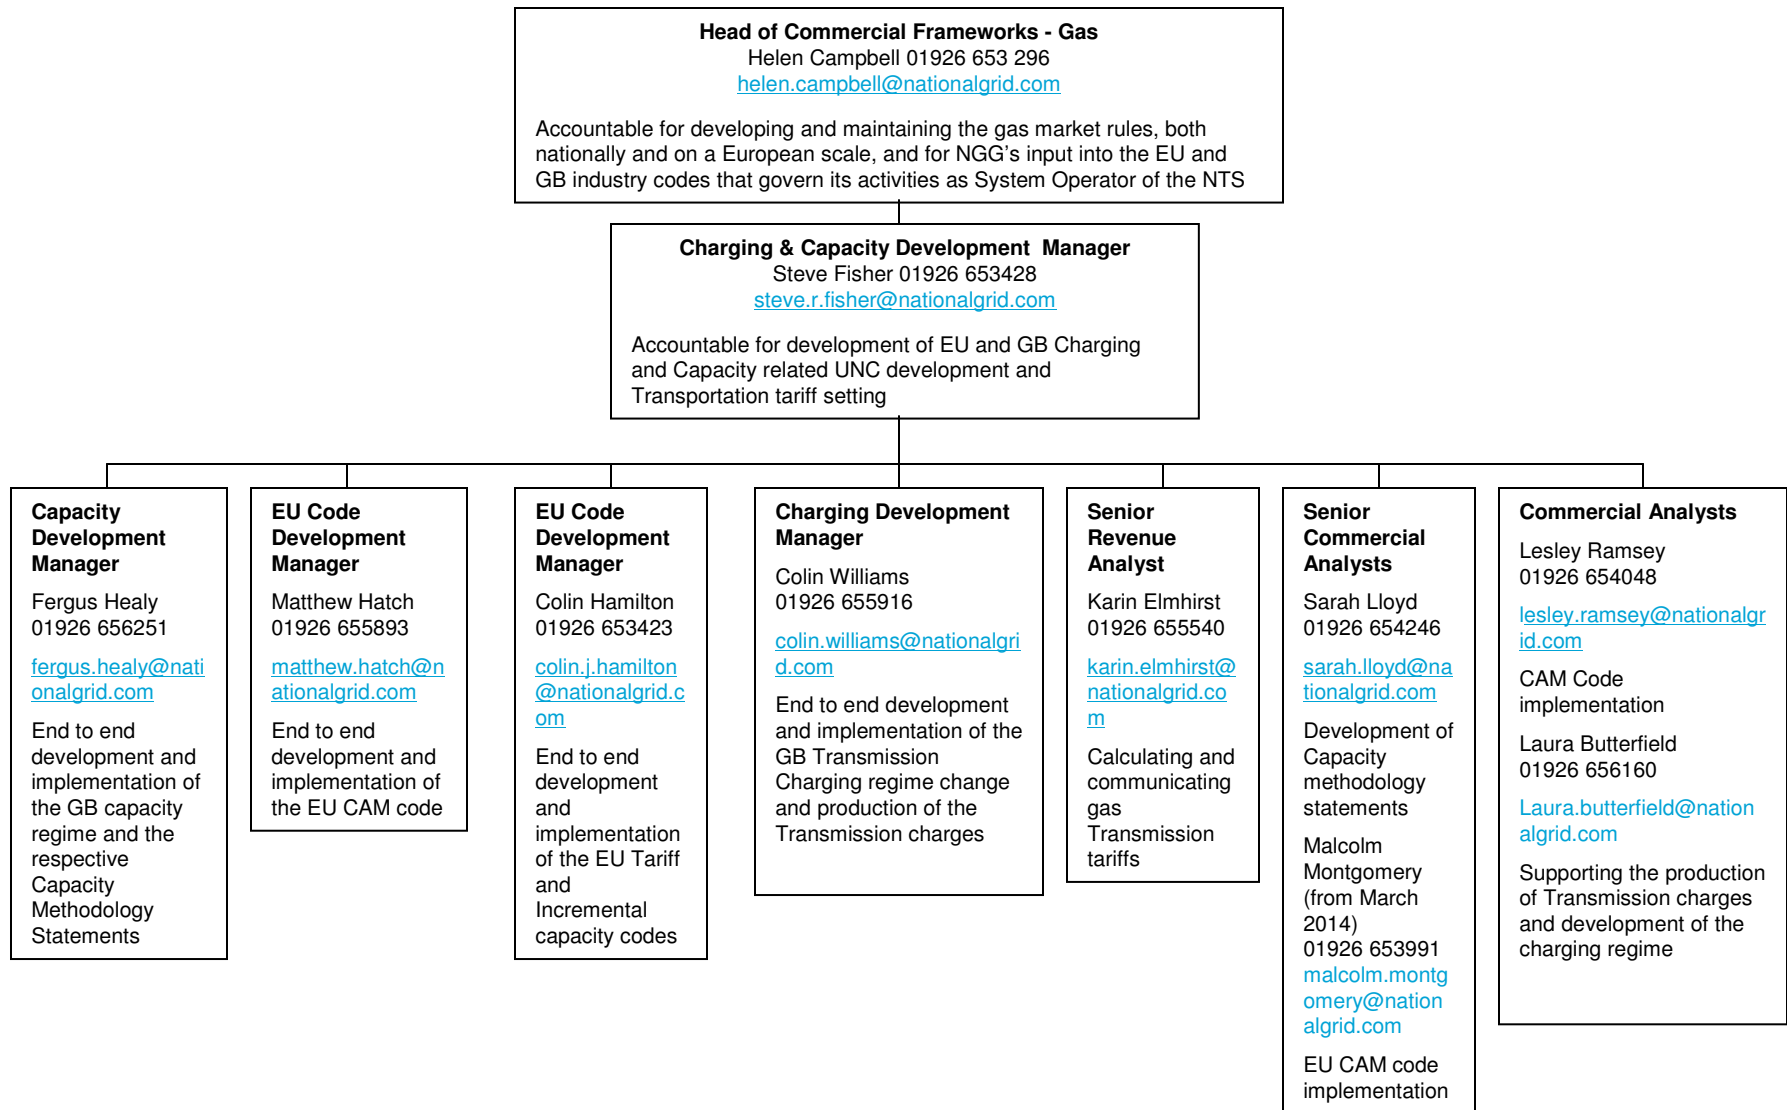 Head of Commercial Frameworks - Gas
Helen Campbell 01926 653 296
helen.campbell@nationalgrid.com
Accountable for developing and maintaining the gas market rules, both
nationally and on a European scale, and for NGG's input into the EU and
GB industry codes that govern its activities as System Operator of the NTS
Charging & Capacity Development  Manager
Steve Fisher 01926 653428
steve.r.fisher@nationalgrid.com
Accountable for development of EU and GB Charging
and Capacity related UNC development and
Transportation tariff setting
Capacity
Development
Manager
Fergus Healy
01926 656251
fergus.healy@nati
onalgrid.com
End to end
development and
implementation of
the GB capacity
regime and the
respective
Capacity
Methodology
Statements
EU Code
Development
Manager
Matthew Hatch
01926 655893
matthew.hatch@n
ationalgrid.com
End to end
development and
implementation of
the EU CAM code
EU Code
Development
Manager
Colin Hamilton
01926 653423
colin.j.hamilton
@nationalgrid.c
om
End to end
development
and
implementation
of the EU Tariff
and
Incremental
capacity codes
Charging Development
Manager
Colin Williams
01926 655916
colin.williams@nationalgri
d.com
End to end development
and implementation of the
GB Transmission
Charging regime change
and production of the
Transmission charges
Senior
Revenue
Analyst
Karin Elmhirst
01926 655540
karin.elmhirst@
nationalgrid.co
m
Calculating and
communicating
gas
Transmission
tariffs
Senior
Commercial
Analysts
Sarah Lloyd
01926 654246
sarah.lloyd@na
tionalgrid.com
Development of
Capacity
methodology
statements
Malcolm
Montgomery
(from March
2014)
01926 653991
malcolm.montg
omery@nation
algrid.com
EU CAM code
implementation
Commercial Analysts
Lesley Ramsey
01926 654048
lesley.ramsey@nationalgr
id.com
CAM Code
implementation
Laura Butterfield
01926 656160
Laura.butterfield@nation
algrid.com
Supporting the production
of Transmission charges
and development of the
charging regime